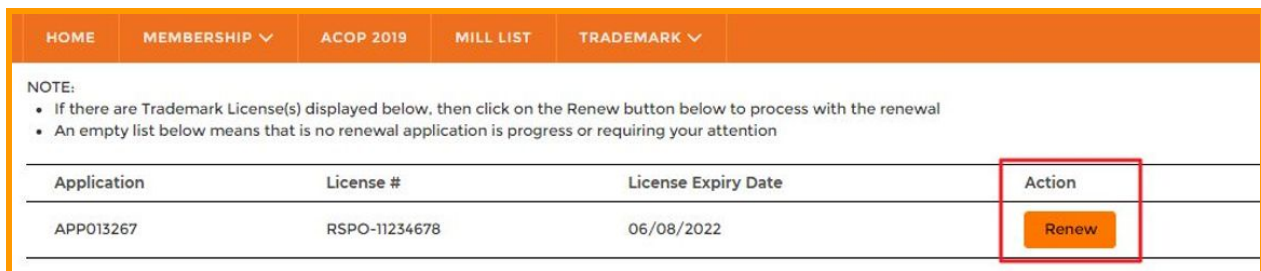 HOME MEMBERSHIP ACOP 2019 MILL LIST TRADEMARK
NOTE:
• If there are Trademark License(s) displayed below, then click on the Renew button below to process with the renewal
• An empty list below means that is no renewal application is progress or requiring your attention
Application License # License Expiry Date Action
APP013267 RSPO-11234678 06/08/2022 Renew